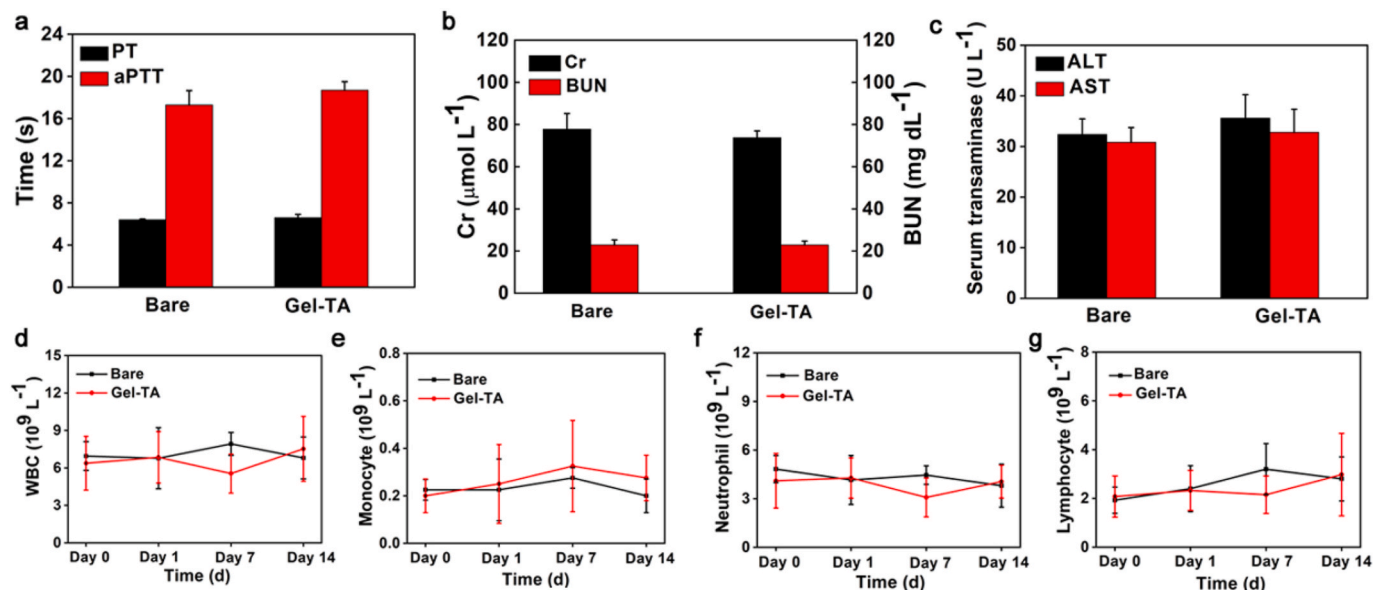 a
24
20
16
12
8
4
0
Time (s)
PT
aPTT
Bare Gel-TA
b
120
100
80
60
40
20
0
Cr (μmol L⁻¹)
Cr
BUN
120
100
80
60
40
20
0
BUN (mg dL⁻¹)
Bare Gel-TA
c
50
40
30
20
10
0
Serum transaminase (U L⁻¹)
ALT
AST
Bare Gel-TA
d
15
12
9
6
3
0
WBC (10⁹ L⁻¹)
Bare
Gel-TA
Day 0 Day 1 Day 7 Day 14
Time (d)
e
0.8
0.6
0.4
0.2
0.0
Monocyte (10⁹ L⁻¹)
Bare
Gel-TA
Day 0 Day 1 Day 7 Day 14
Time (d)
f
12
9
6
3
0
Neutrophil (10⁹ L⁻¹)
Bare
Gel-TA
Day 0 Day 1 Day 7 Day 14
Time (d)
g
8
6
4
2
0
Lymphocyte (10⁹ L⁻¹)
Bare
Gel-TA
Day 0 Day 1 Day 7 Day 14
Time (d)